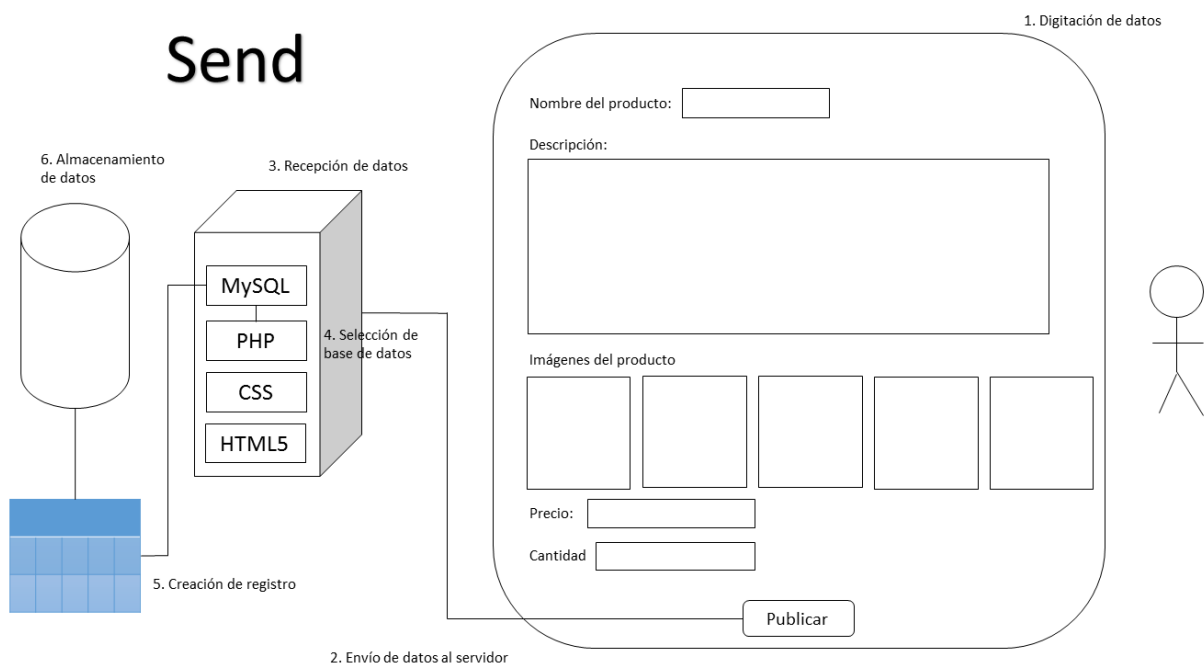 Send
1. Digitación de datos
Nombre del producto:
Descripción:
Imágenes del producto
Precio:
Cantidad
Publicar
2. Envío de datos al servidor
3. Recepción de datos
MySQL
PHP
CSS
HTML5
4. Selección de
base de datos
5. Creación de registro
6. Almacenamiento
de datos